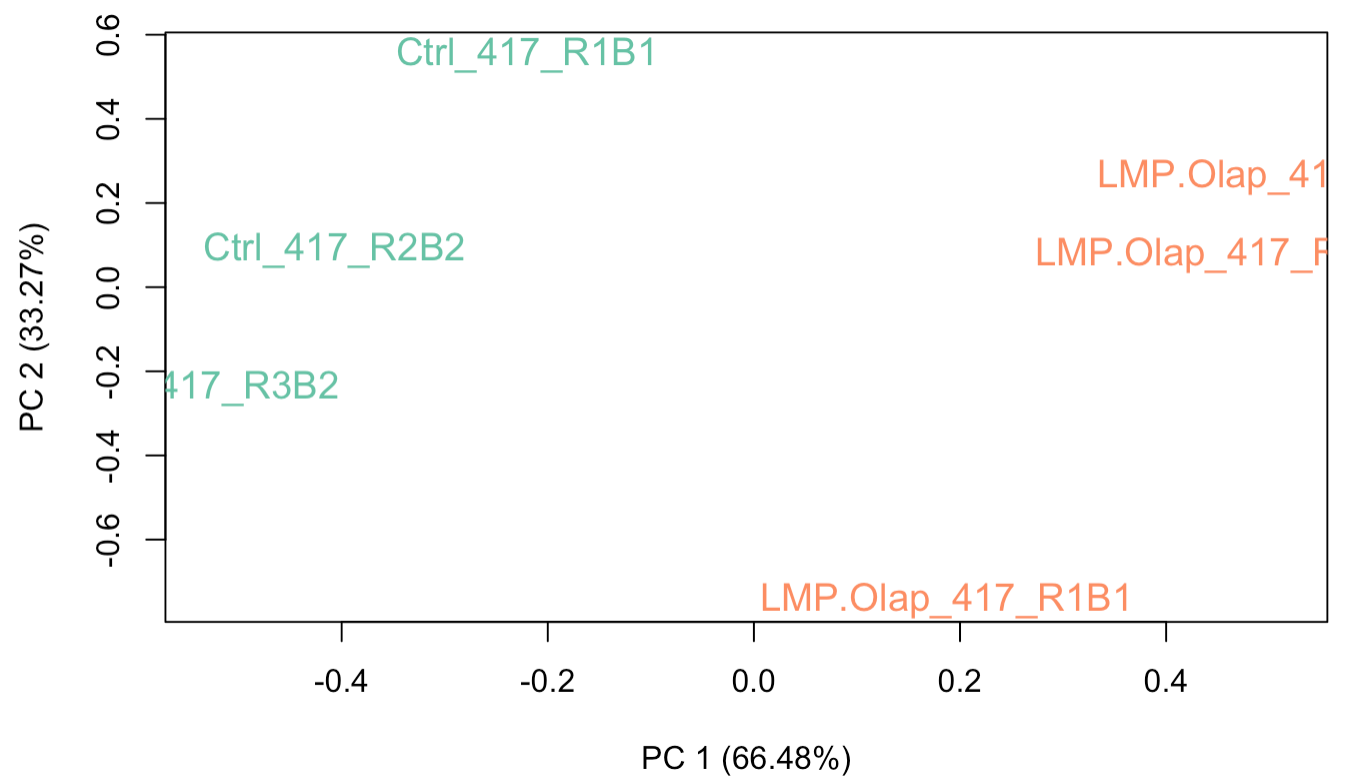 0.6
Ctrl_417_R1B1
0.4
LMP.Olap_41
0.2
Ctrl_417_R2B2
LMP.Olap_417_
0.0
PC 2 (33.27%)
-0.2
417_R3B2
-0.4
-0.6
LMP.Olap_417_R1B1
-0.4 -0.2 0.0 0.2 0.4
PC 1 (66.48%)